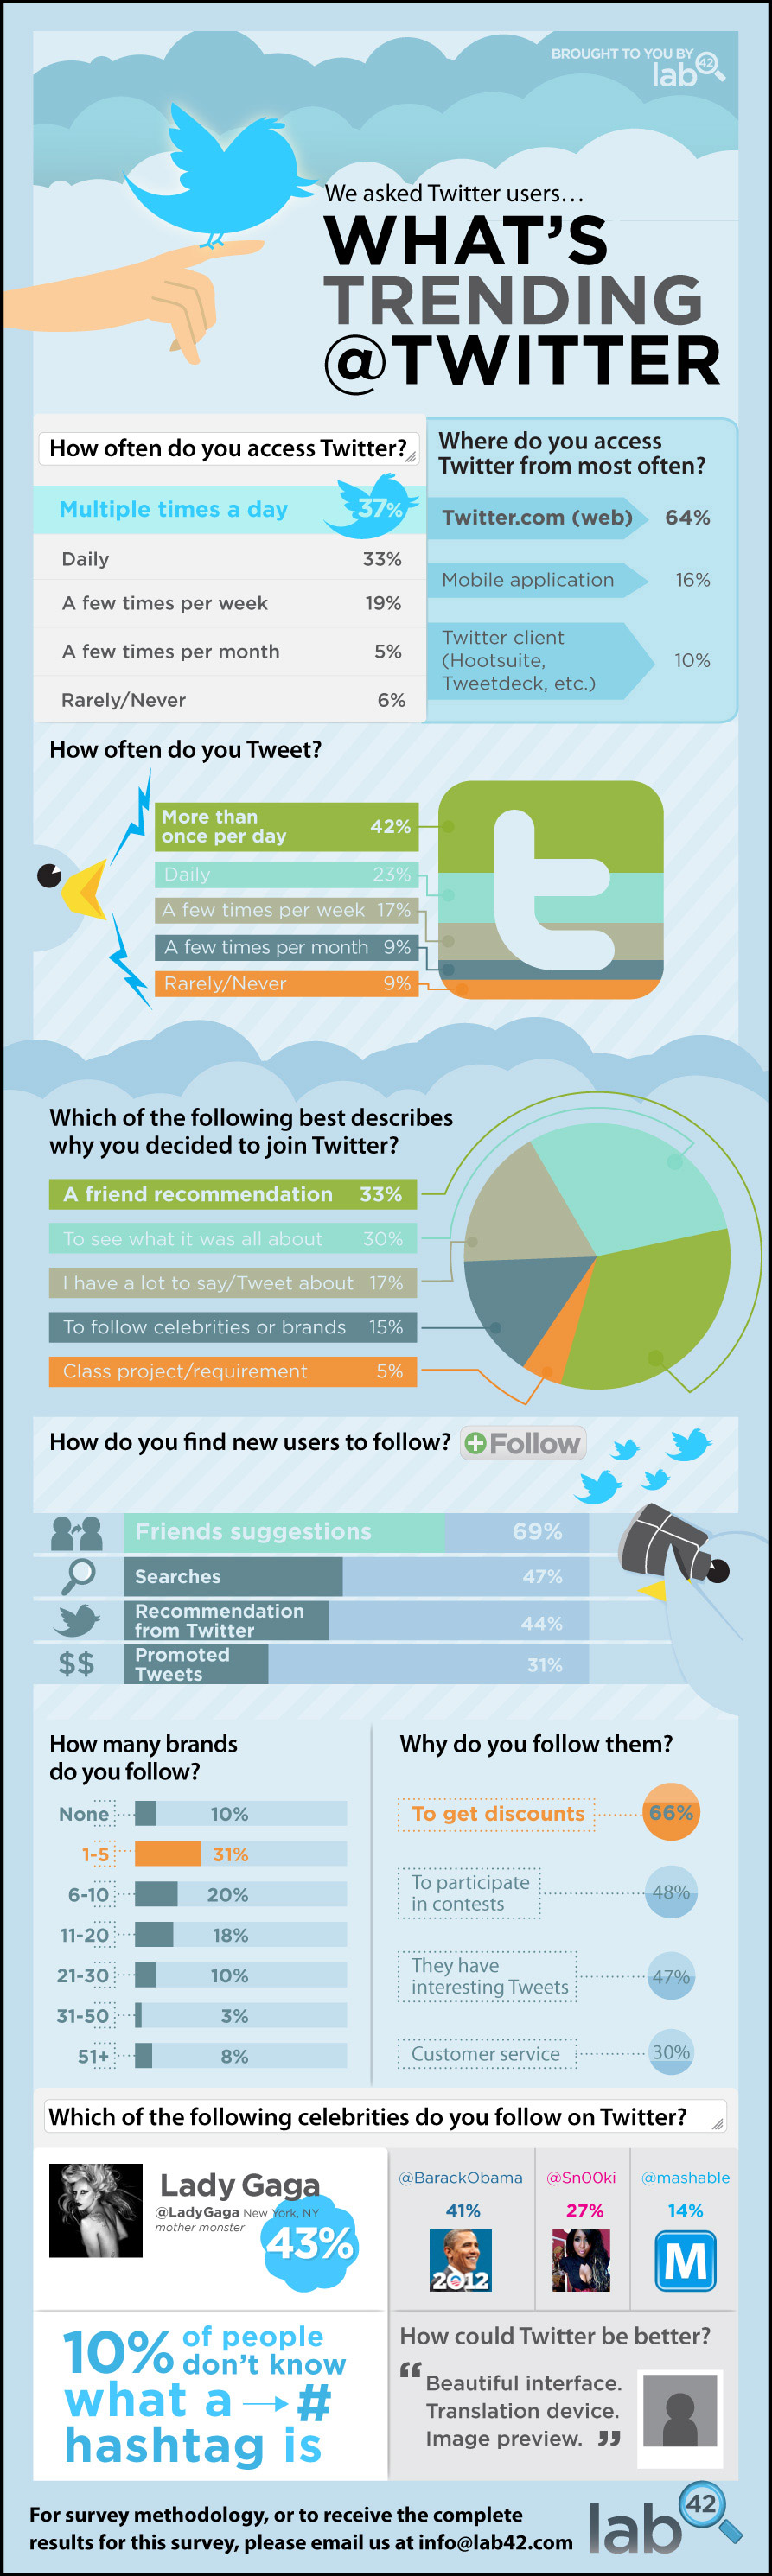 BROUGHT TO YOU BY
lab 42
We asked Twitter users...
WHAT'S
TRENDING
@TWITTER
How often do you access Twitter?
Multiple times a day 37%
Daily 33%
A few times per week 19%
A few times per month 5%
Rarely/Never 6%
Where do you access
Twitter from most often?
Twitter.com (web) 64%
Mobile application 16%
Twitter client
(Hootsuite, 10%
Tweetdeck, etc.)
How often do you Tweet?
More than
once per day 42%
Daily 23%
A few times per week 17%
A few times per month 9%
Rarely/Never 9%
Which of the following best describes
why you decided to join Twitter?
A friend recommendation 33%
To see what it was all about 30%
I have a lot to say/Tweet about 17%
To follow celebrities or brands 15%
Class project/requirement 5%
How do you find new users to follow? + Follow
Friends suggestions 69%
Searches 47%
Recommendation
from Twitter 44%
$$ Promoted
Tweets 31%
How many brands
do you follow?
None 10%
1-5 31%
6-10 20%
11-20 18%
21-30 10%
31-50 3%
51+ 8%
Why do you follow them?
To get discounts 66%
To participate
in contests 48%
They have
interesting Tweets 47%
Customer service 30%
Which of the following celebrities do you follow on Twitter?
Lady Gaga
@LadyGaga New York, NY
mother monster
43%
@BarackObama
41%
2012
@Sn00ki
27%
@mashable
14%
M
10% of people
don't know
what a → #
hashtag is
How could Twitter be better?
“ Beautiful interface.
Translation device.
Image preview. ”
For survey methodology, or to receive the complete
results for this survey, please email us at info@lab42.com
lab 42